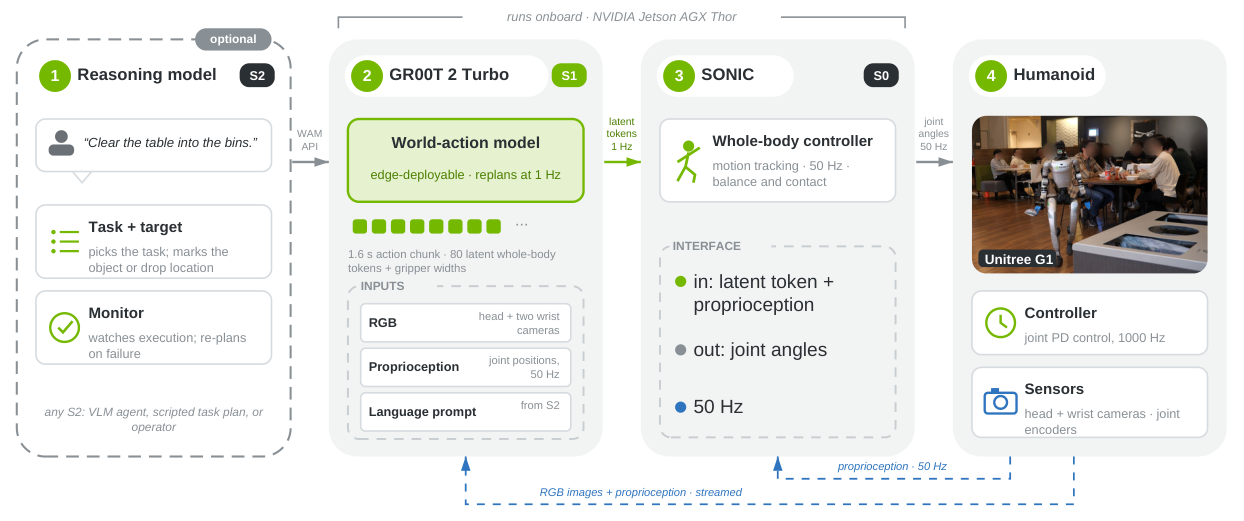 runs onboard · NVIDIA Jetson AGX Thor
optional
1 Reasoning model S2
“Clear the table into the bins.”
Task + target
picks the task; marks the
object or drop location
Monitor
watches execution; re-plans
on failure
any S2: VLM agent, scripted task plan, or
operator
WAM
API
2 GR00T 2 Turbo S1
World-action model
edge-deployable · replans at 1 Hz
...
1.6 s action chunk · 80 latent whole-body
tokens + gripper widths
INPUTS
RGB
head + two wrist
cameras
Proprioception
joint positions,
50 Hz
Language prompt
from S2
latent
tokens
1 Hz
3 SONIC S0
Whole-body controller
motion tracking · 50 Hz ·
balance and contact
INTERFACE
in: latent token +
proprioception
out: joint angles
50 Hz
joint
angles
50 Hz
4 Humanoid
Unitree G1
Controller
joint PD control, 1000 Hz
Sensors
head + wrist cameras · joint
encoders
proprioception · 50 Hz
RGB images + proprioception · streamed